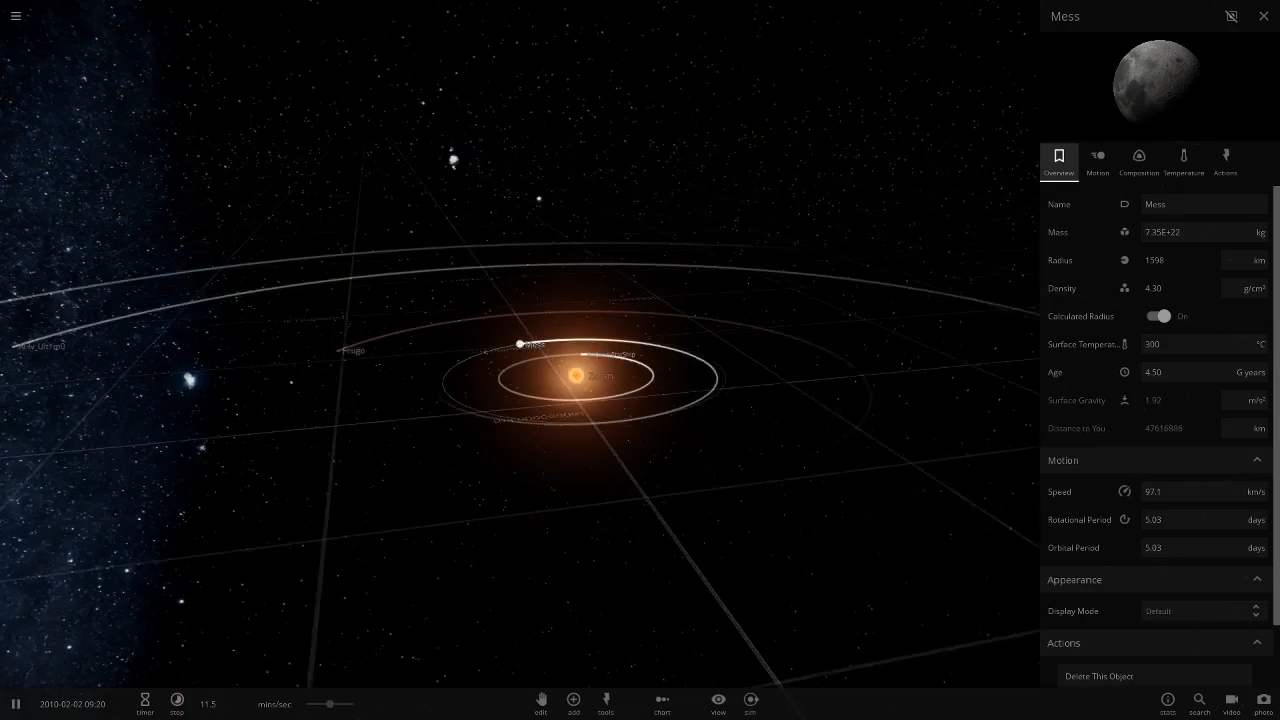 Mess
Overview
Motion
Composition
Temperature
Actions
Name
Mess
Mass
7.35E+22
kg
Radius
1598
km
Density
4.30
g/cm³
Calculated Radius
On
Surface Temperat...
300
°C
Age
4.50
G years
Surface Gravity
1.92
m/s²
Distance to You
47616886
km
Motion
Speed
97.1
km/s
Rotational Period
5.03
days
Orbital Period
5.03
days
Appearance
Display Mode
Default
Actions
Delete This Object
Mess
2010-02-02 09:20
timer
step
11.5
mins/sec
edit
add
tools
chart
view
sim
stats
search
video
photo